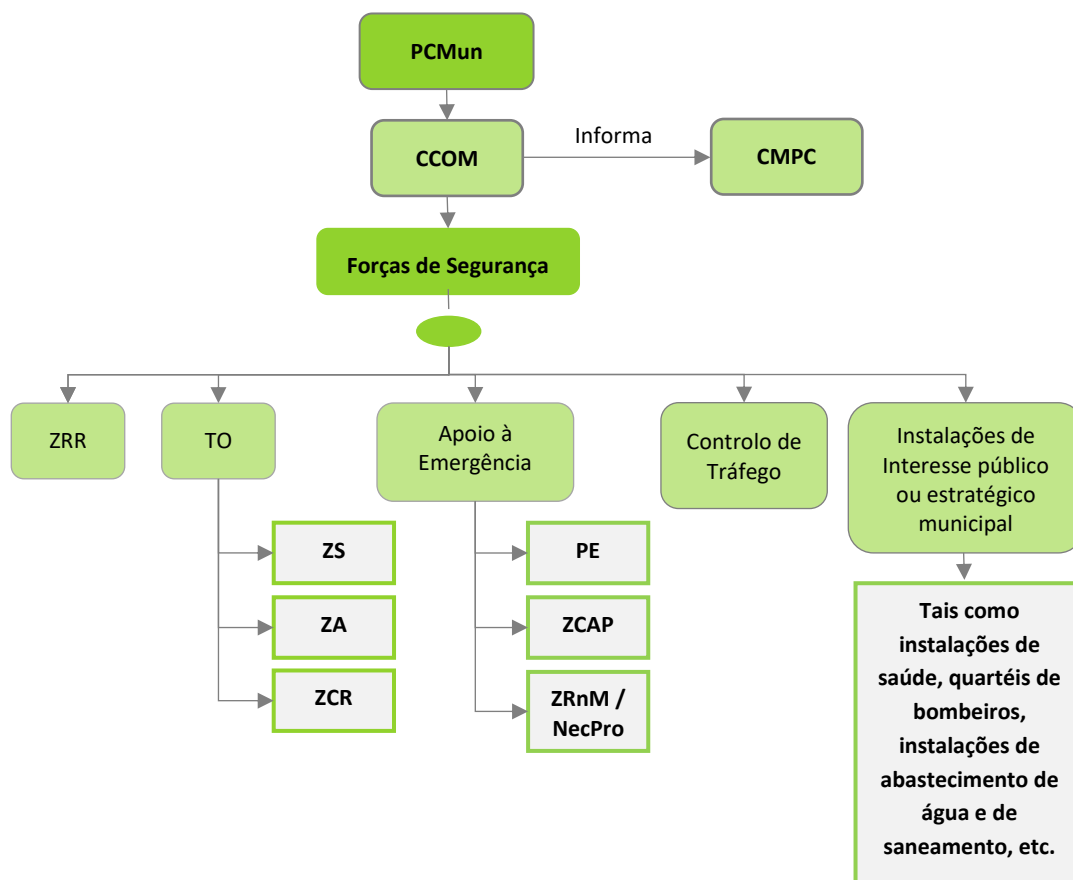 PCMun
CCOM
Informa
CMPC
Forças de Segurança
ZRR
TO
Apoio à
Emergência
Controlo de
Tráfego
Instalações de
Interesse público
ou estratégico
municipal
ZS
ZA
ZCR
PE
ZCAP
ZRnM /
NecPro
Tais como
instalações de
saúde, quartéis de
bombeiros,
instalações de
abastecimento de
água e de
saneamento, etc.